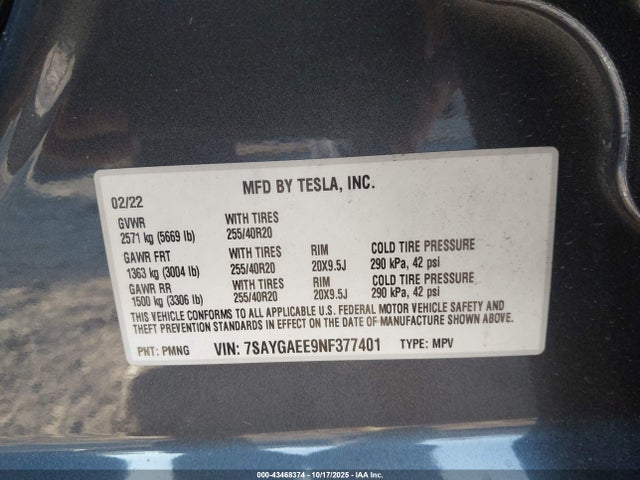 MFD BY TESLA, INC.
02/22
GVWR WITH TIRES
2571 kg (5669 lb) 255/40R20
GAWR FRT WITH TIRES RIM COLD TIRE PRESSURE
1363 kg (3004 lb) 255/40R20 20X9.5J 290 kPa, 42 psi
GAWR RR WITH TIRES RIM COLD TIRE PRESSURE
1500 kg (3306 lb) 255/40R20 20X9.5J 290 kPa, 42 psi
THIS VEHICLE CONFORMS TO ALL APPLICABLE U.S. FEDERAL MOTOR VEHICLE SAFETY AND
THEFT PREVENTION STANDARDS IN EFFECT ON THE DATE OF MANUFACTURE SHOWN ABOVE.
PNT: PMNG VIN: 7SAYGAEE9NF377401 TYPE: MPV
000-43468374 - 10/17/2025 - IAA Inc.